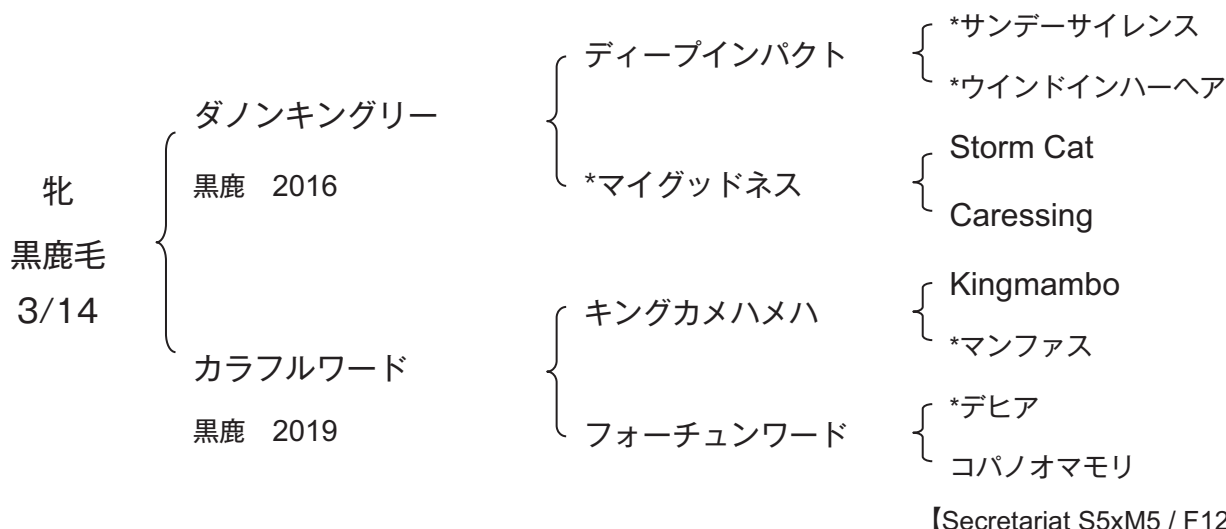 牝
黒鹿毛
3/14
ダノンキングリー
黒鹿 2016
カラフルワード
黒鹿 2019
ディープインパクト
*マイグッドネス
キングカメハメハ
フォーチュンワード
*サンデーサイレンス
*ウインドインハーヘア
Storm Cat
Caressing
Kingmambo
*マンファス
*デヒア
コパノオマモリ
【Secretariat S5xM5 / F12